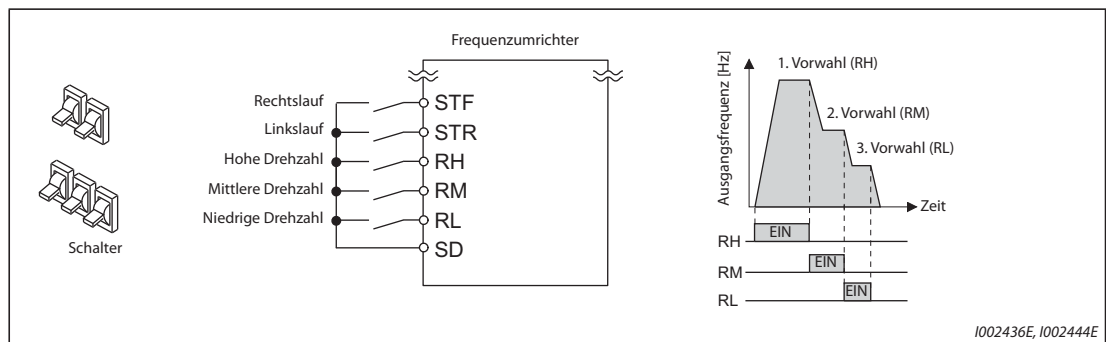 Frequenzumrichter
Rechtslauf
STF
Linkslauf
STR
Hohe Drehzahl
RH
Mittlere Drehzahl
RM
Niedrige Drehzahl
RL
SD
Schalter
Ausgangsfrequenz [Hz]
1. Vorwahl (RH)
2. Vorwahl (RM)
3. Vorwahl (RL)
Zeit
RH
EIN
RM
EIN
RL
EIN
I002436E, I002444E